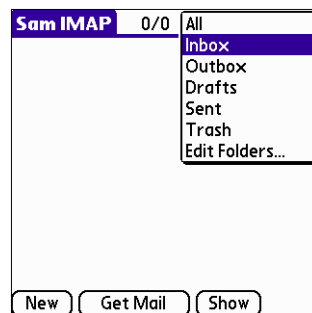 Sam IMAP 0/0 All
Inbox
Outbox
Drafts
Sent
Trash
Edit Folders...
New Get Mail Show